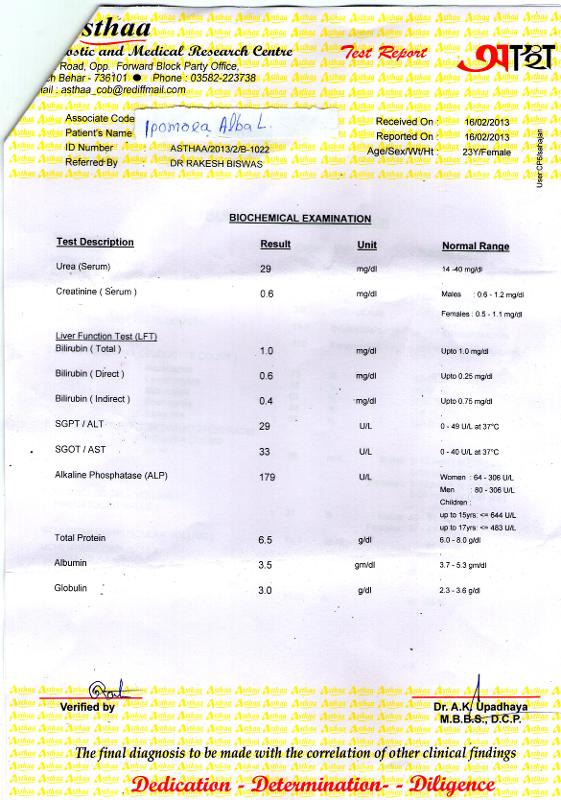 Asthaa
ostic and Medical Research Centre
Road, Opp. Forward Block Party Office,
ch Behar - 736101 ● Phone : 03582-223738
ail : asthaa_cob@rediffmail.com
Test Report
আস্থা
Associate Code
Patient's Name Ipomoea Alba L.
ID Number : ASTHAA/2013/2/B-1022
Referred By : DR RAKESH BISWAS
Received On : 16/02/2013
Reported On : 16/02/2013
Age/Sex/Wt/Ht : 23Y/Female
BIOCHEMICAL EXAMINATION
Test Description Result Unit Normal Range
Urea (Serum) 29 mg/dl 14 -40 mg/dl
Creatinine ( Serum ) 0.6 mg/dl Males : 0.6 - 1.2 mg/dl
Females : 0.5 - 1.1 mg/dl
Liver Function Test (LFT)
Bilirubin ( Total ) 1.0 mg/dl Upto 1.0 mg/dl
Bilirubin ( Direct ) 0.6 mg/dl Upto 0.25 mg/dl
Bilirubin ( Indirect ) 0.4 mg/dl Upto 0.75 mg/dl
SGPT / ALT 29 U/L 0 - 49 U/L at 37°C
SGOT / AST 33 U/L 0 - 40 U/L at 37°C
Alkaline Phosphatase (ALP) 179 U/L Women : 64 - 306 U/L
Men : 80 - 306 U/L
Children :
up to 15yrs: <= 644 U/L
up to 17yrs: <= 483 U/L
Total Protein 6.5 g/dl 6.0 - 8.0 g/dl
Albumin 3.5 gm/dl 3.7 - 5.3 gm/dl
Globulin 3.0 g/dl 2.3 - 3.6 g/dl
Verified by
Dr. A.K. Upadhaya
M.B.B.S., D.C.P.
The final diagnosis to be made with the correlation of other clinical findings
Dedication - Determination- - Diligence